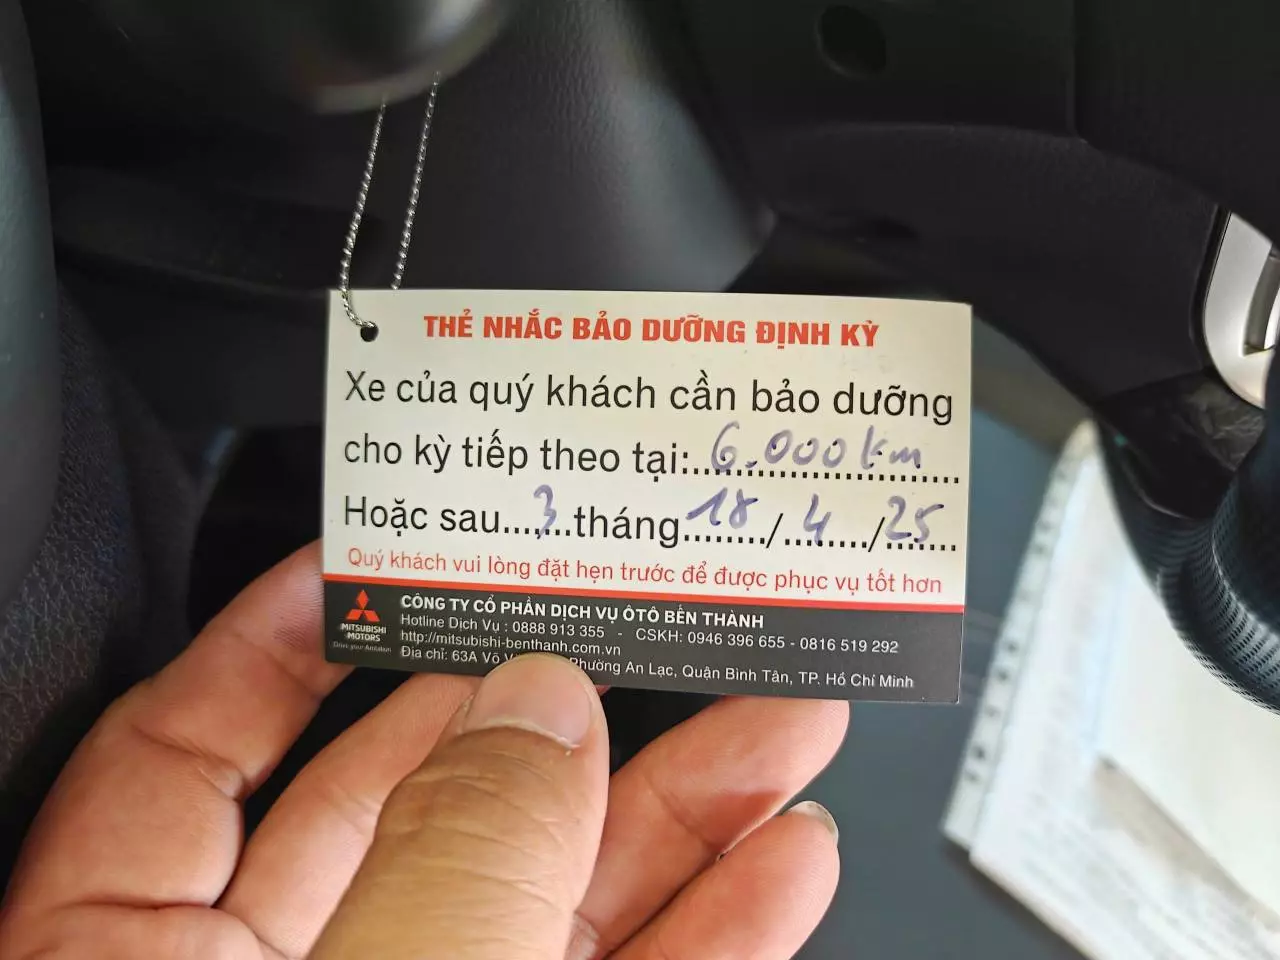 THẺ NHẮC BẢO DƯỠNG ĐỊNH KỲ
Xe của quý khách cần bảo dưỡng
cho kỳ tiếp theo tại:...6.000 km...
Hoặc sau...3...tháng...18.../...4.../...25...
Quý khách vui lòng đặt hẹn trước để được phục vụ tốt hơn
CÔNG TY CỔ PHẦN DỊCH VỤ ÔTÔ BẾN THÀNH
Hotline Dịch Vụ : 0888 913 355 - CSKH: 0946 396 655 - 0816 519 292
http://mitsubishi-benthanh.com.vn
Địa chỉ: 63A Võ Phường An Lạc, Quận Bình Tân, TP. Hồ Chí Minh
MITSUBISHI
MOTORS
Drive your Ambition